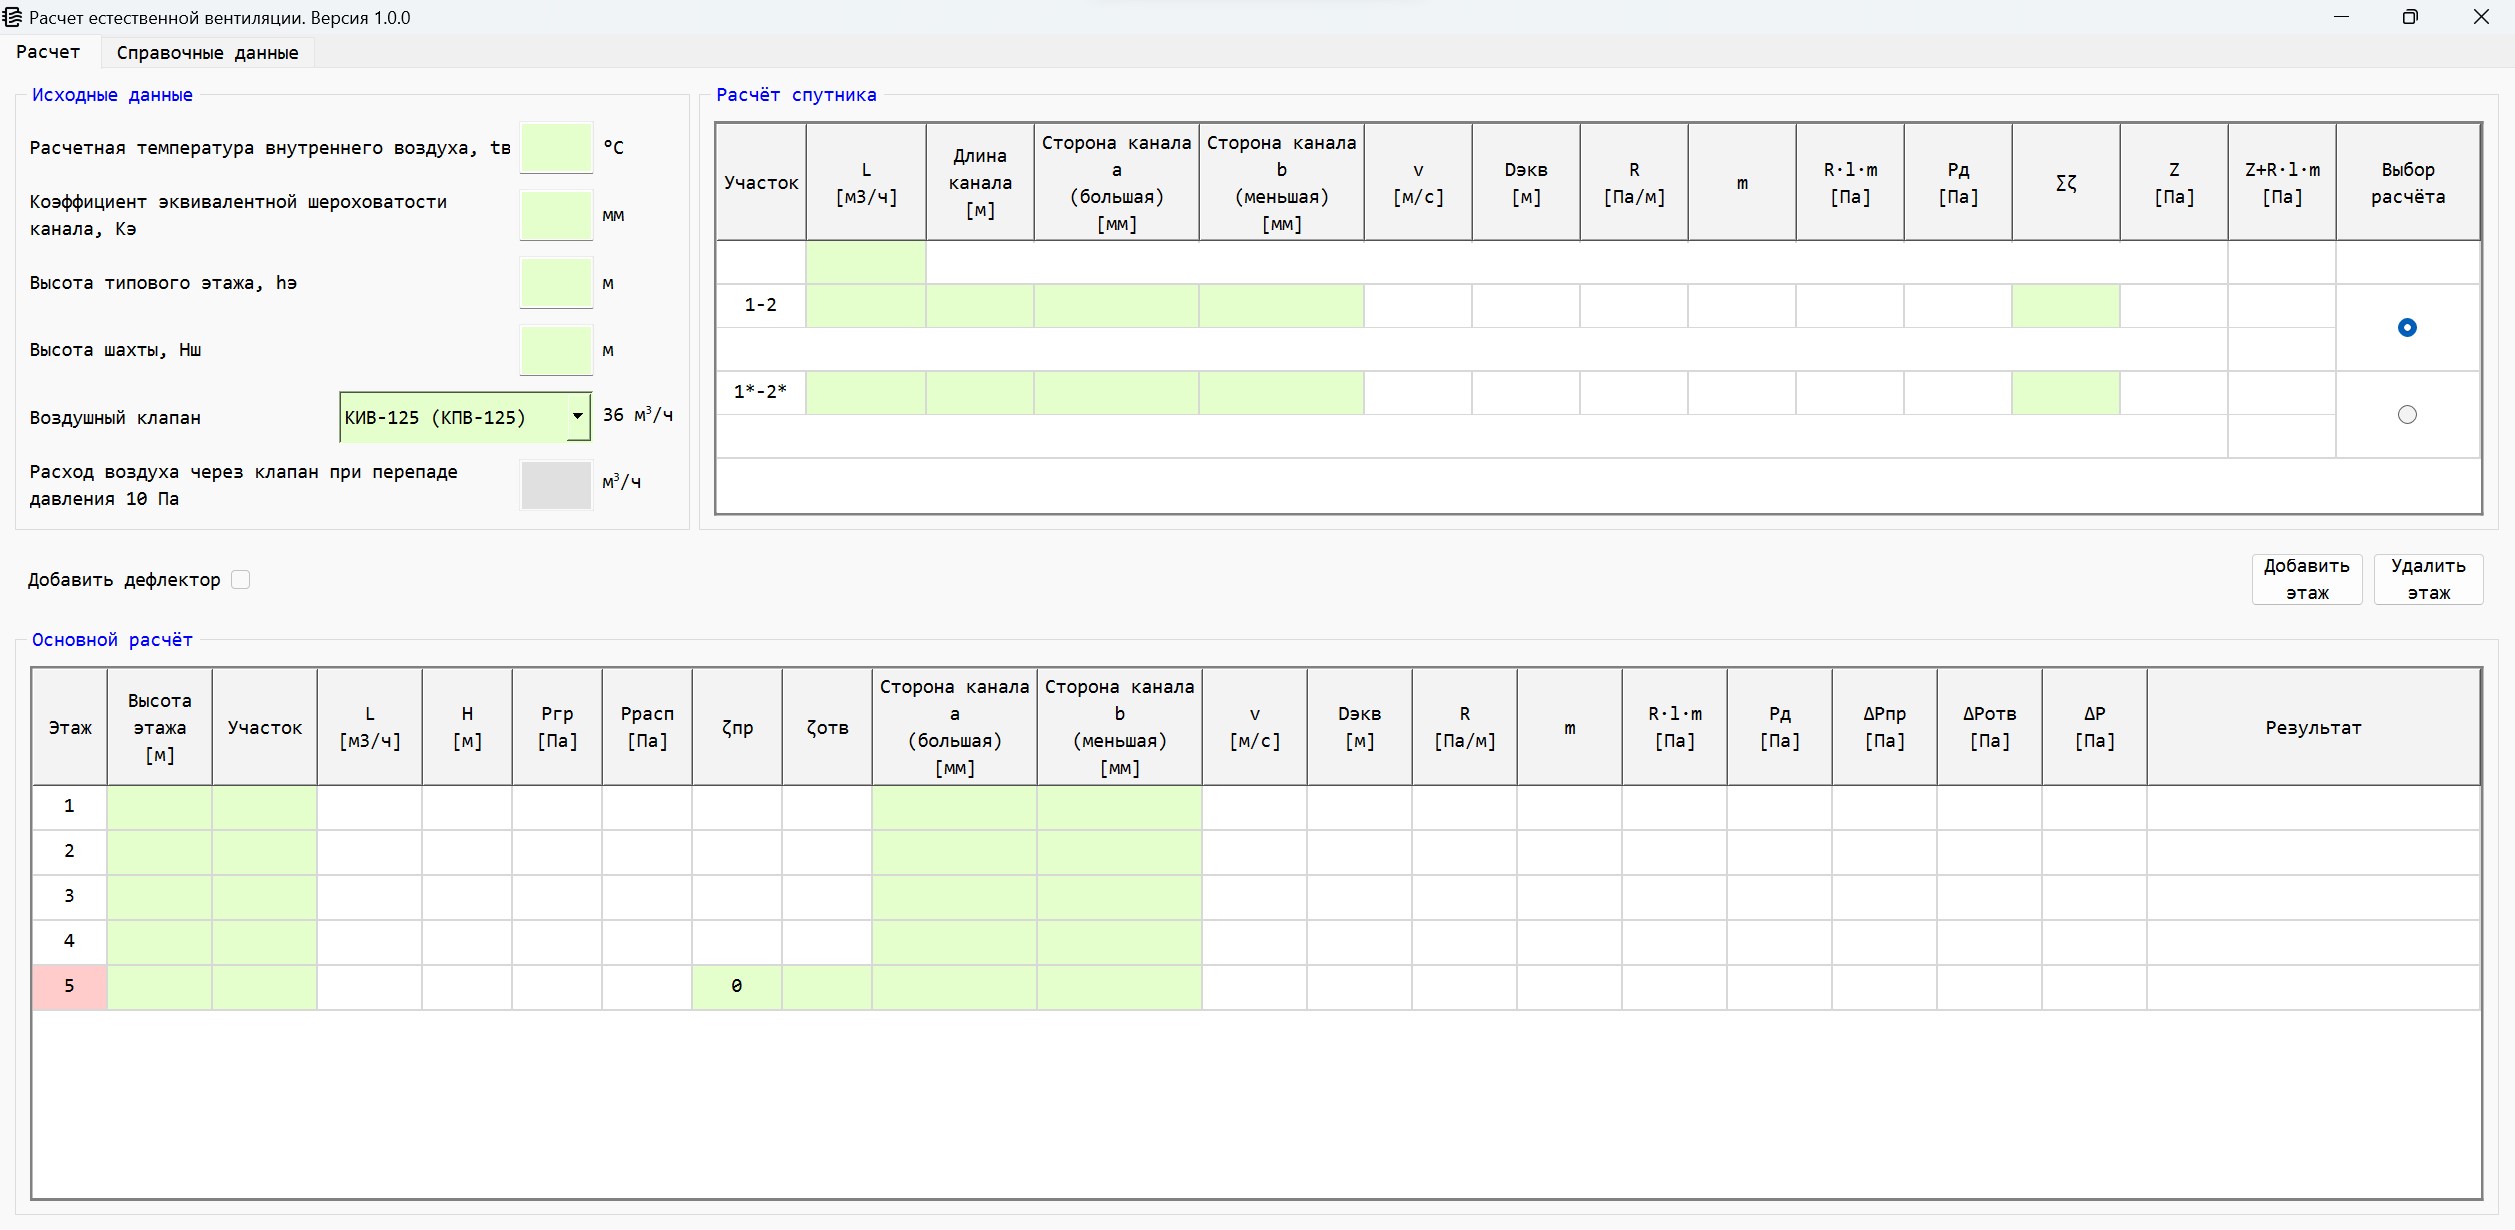 Расчет естественной вентиляции. Версия 1.0.0
Расчет
Справочные данные
Исходные данные
Расчетная температура внутреннего воздуха, tв
°С
Коэффициент эквивалентной шероховатости
канала, Кэ
мм
Высота типового этажа, hэ
м
Высота шахты, Hш
м
Воздушный клапан
КИВ-125 (КПВ-125)
36 м³/ч
Расход воздуха через клапан при перепаде
давления 10 Па
м³/ч
Расчёт спутника
Участок
L
[м3/ч]
Длина
канала
[м]
Сторона канала
a
(большая)
[мм]
Сторона канала
b
(меньшая)
[мм]
v
[м/с]
Dэкв
[м]
R
[Па/м]
m
R·l·m
[Па]
Pд
[Па]
Σζ
Z
[Па]
Z+R·l·m
[Па]
Выбор
расчёта
1-2
1*-2*
Добавить дефлектор
Добавить
этаж
Удалить
этаж
Основной расчёт
Этаж
Высота
этажа
[м]
Участок
L
[м3/ч]
H
[м]
Pгр
[Па]
Pрасп
[Па]
ζпр
ζотв
Сторона канала
a
(большая)
[мм]
Сторона канала
b
(меньшая)
[мм]
v
[м/с]
Dэкв
[м]
R
[Па/м]
m
R·l·m
[Па]
Pд
[Па]
ΔPпр
[Па]
ΔPотв
[Па]
ΔP
[Па]
Результат
1
2
3
4
5 0